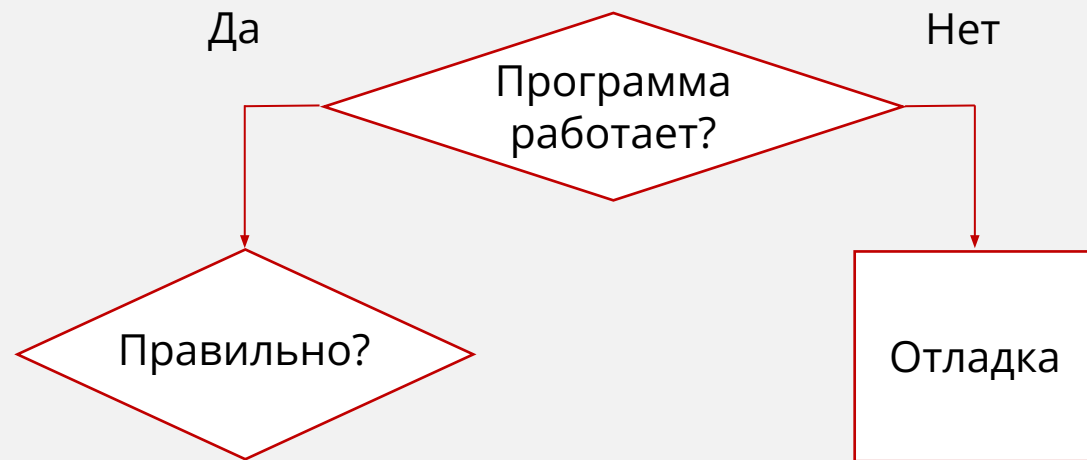 Да
Нет
Программа
работает?
Правильно?
Отладка